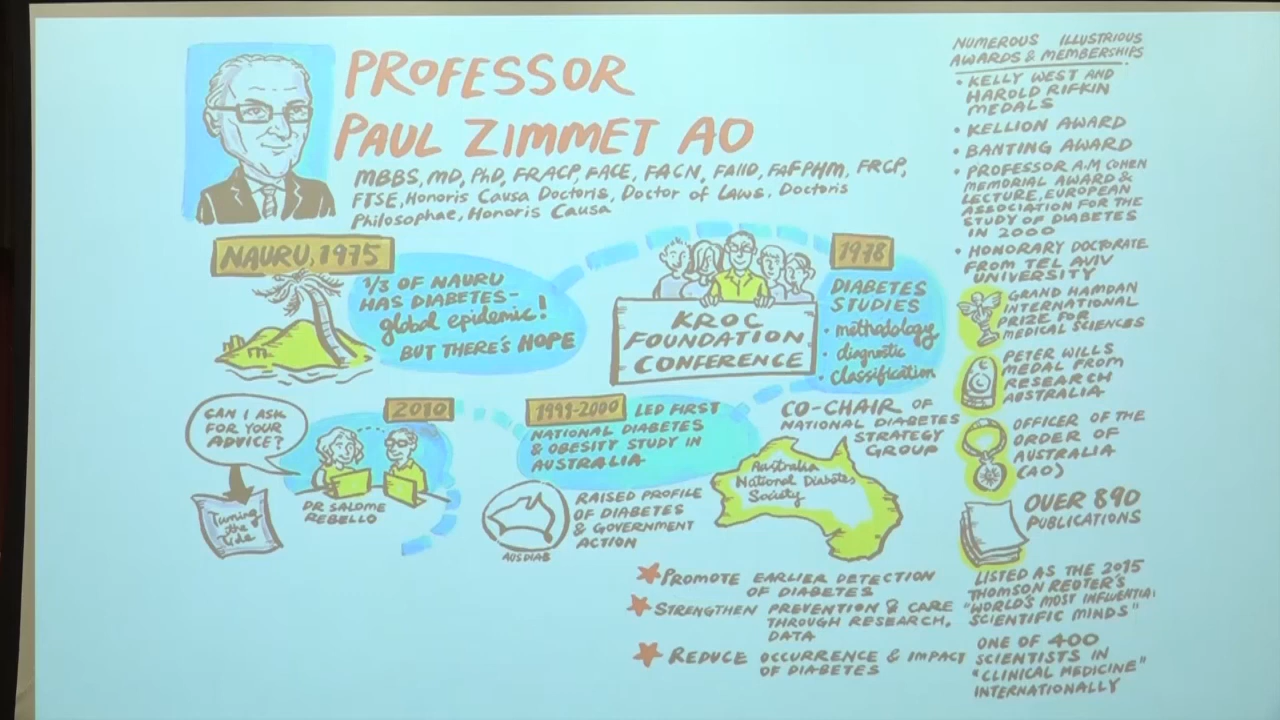 PROFESSOR
PAUL ZIMMET AO
MBBS, MD, PhD, FRACP, FACE, FACN, FAIID, FAFPHM, FRCP,
FTSE, Honoris Causa Doctoris, Doctor of Laws, Doctoris
Philosophae, Honoris Causa
NAURU, 1975
1/3 OF NAURU
HAS DIABETES-
global epidemic!
BUT THERE'S HOPE
KROC
FOUNDATION
CONFERENCE
1978
DIABETES
STUDIES
• methodology
• diagnostic
• classification
CAN I ASK
FOR YOUR
ADVICE?
Turning
the
Tide
2010
DR SALOME
REBELLO
1999-2000 LED FIRST
NATIONAL DIABETES
& OBESITY STUDY IN
AUSTRALIA
AUSDIAB
RAISED PROFILE
OF DIABETES
& GOVERNMENT
ACTION
CO-CHAIR OF
NATIONAL DIABETES
STRATEGY
GROUP
Australia
National Diabetes
Society
PROMOTE EARLIER DETECTION
OF DIABETES
STRENGTHEN PREVENTION & CARE
THROUGH RESEARCH,
DATA
REDUCE OCCURRENCE & IMPACT
OF DIABETES
NUMEROUS ILLUSTRIOUS
AWARDS & MEMBERSHIPS
• KELLY WEST AND
HAROLD RIFKIN
MEDALS
• KELLION AWARD
• BANTING AWARD
• PROFESSOR A.M COHEN
MEMORIAL AWARD &
LECTURE, EUROPEAN
ASSOCIATION FOR THE
STUDY OF DIABETES
IN 2000
• HONORARY DOCTORATE
FROM TEL AVIV
UNIVERSITY
GRAND HAMDAN
INTERNATIONAL
PRIZE FOR
MEDICAL SCIENCES
PETER WILLS
MEDAL FROM
RESEARCH
AUSTRALIA
OFFICER OF THE
ORDER OF
AUSTRALIA
(AO)
OVER 890
PUBLICATIONS
LISTED AS THE 2015
THOMSON REUTER'S
"WORLD'S MOST INFLUENTIAL
SCIENTIFIC MINDS"
ONE OF 400
SCIENTISTS IN
"CLINICAL MEDICINE"
INTERNATIONALLY